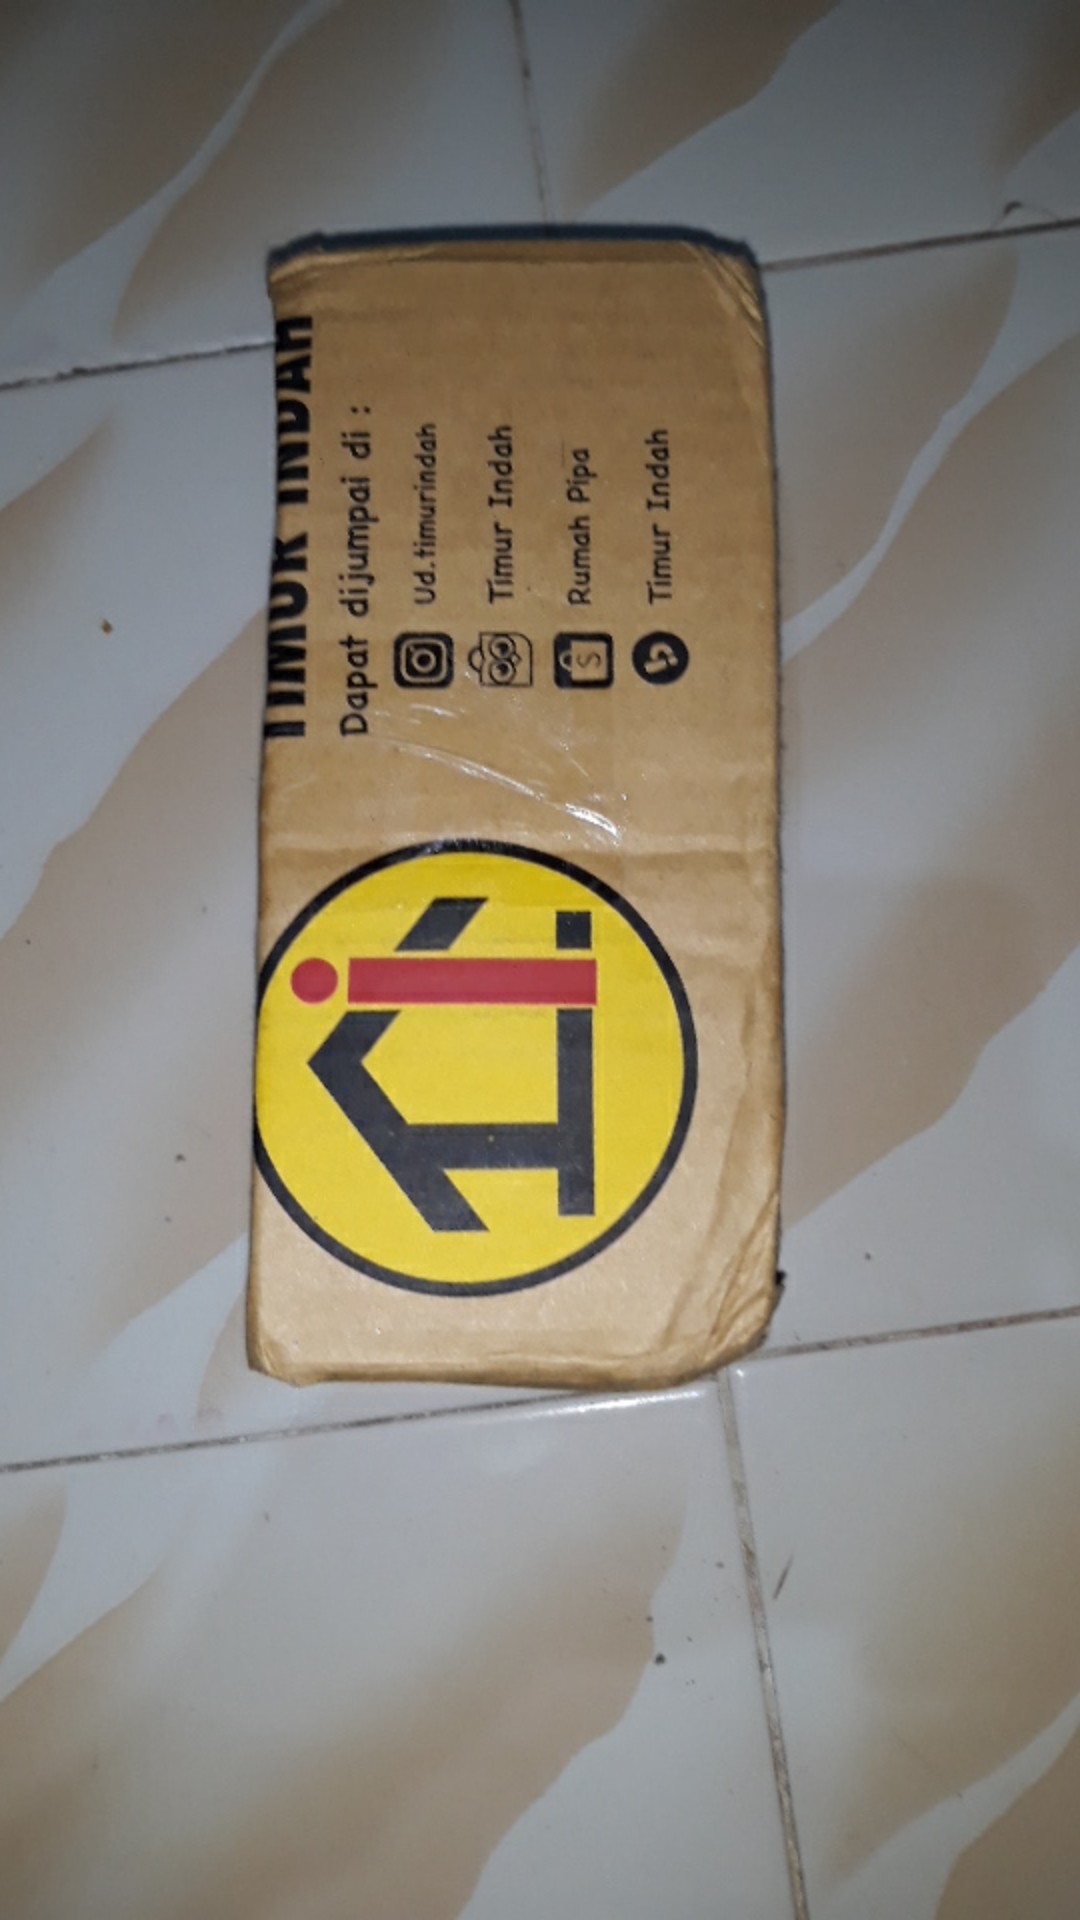 TIMUR INDAH
Dapat dijumpai di :
Ud.timurindah
Timur Indah
Rumah Pipa
Timur Indah